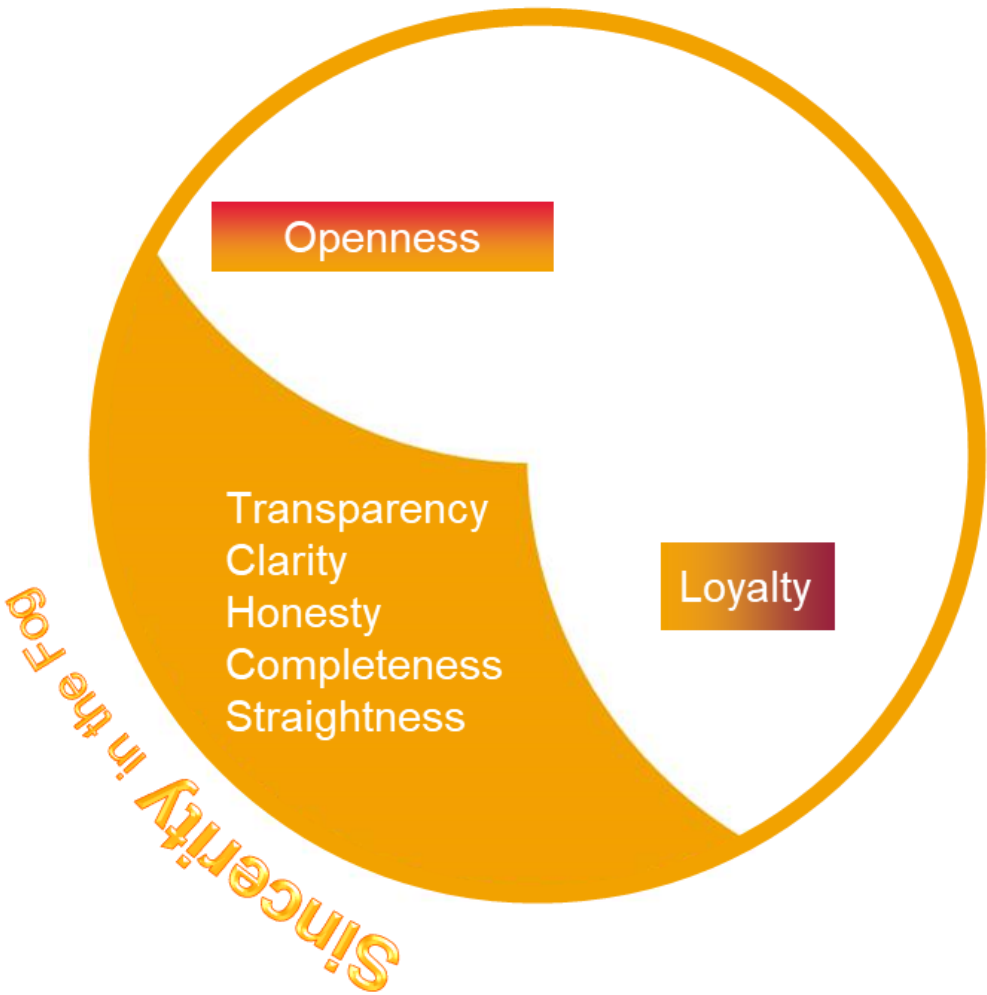 Openness
Transparency
Clarity
Honesty
Completeness
Straightness
Loyalty
Sincerity in the Fog